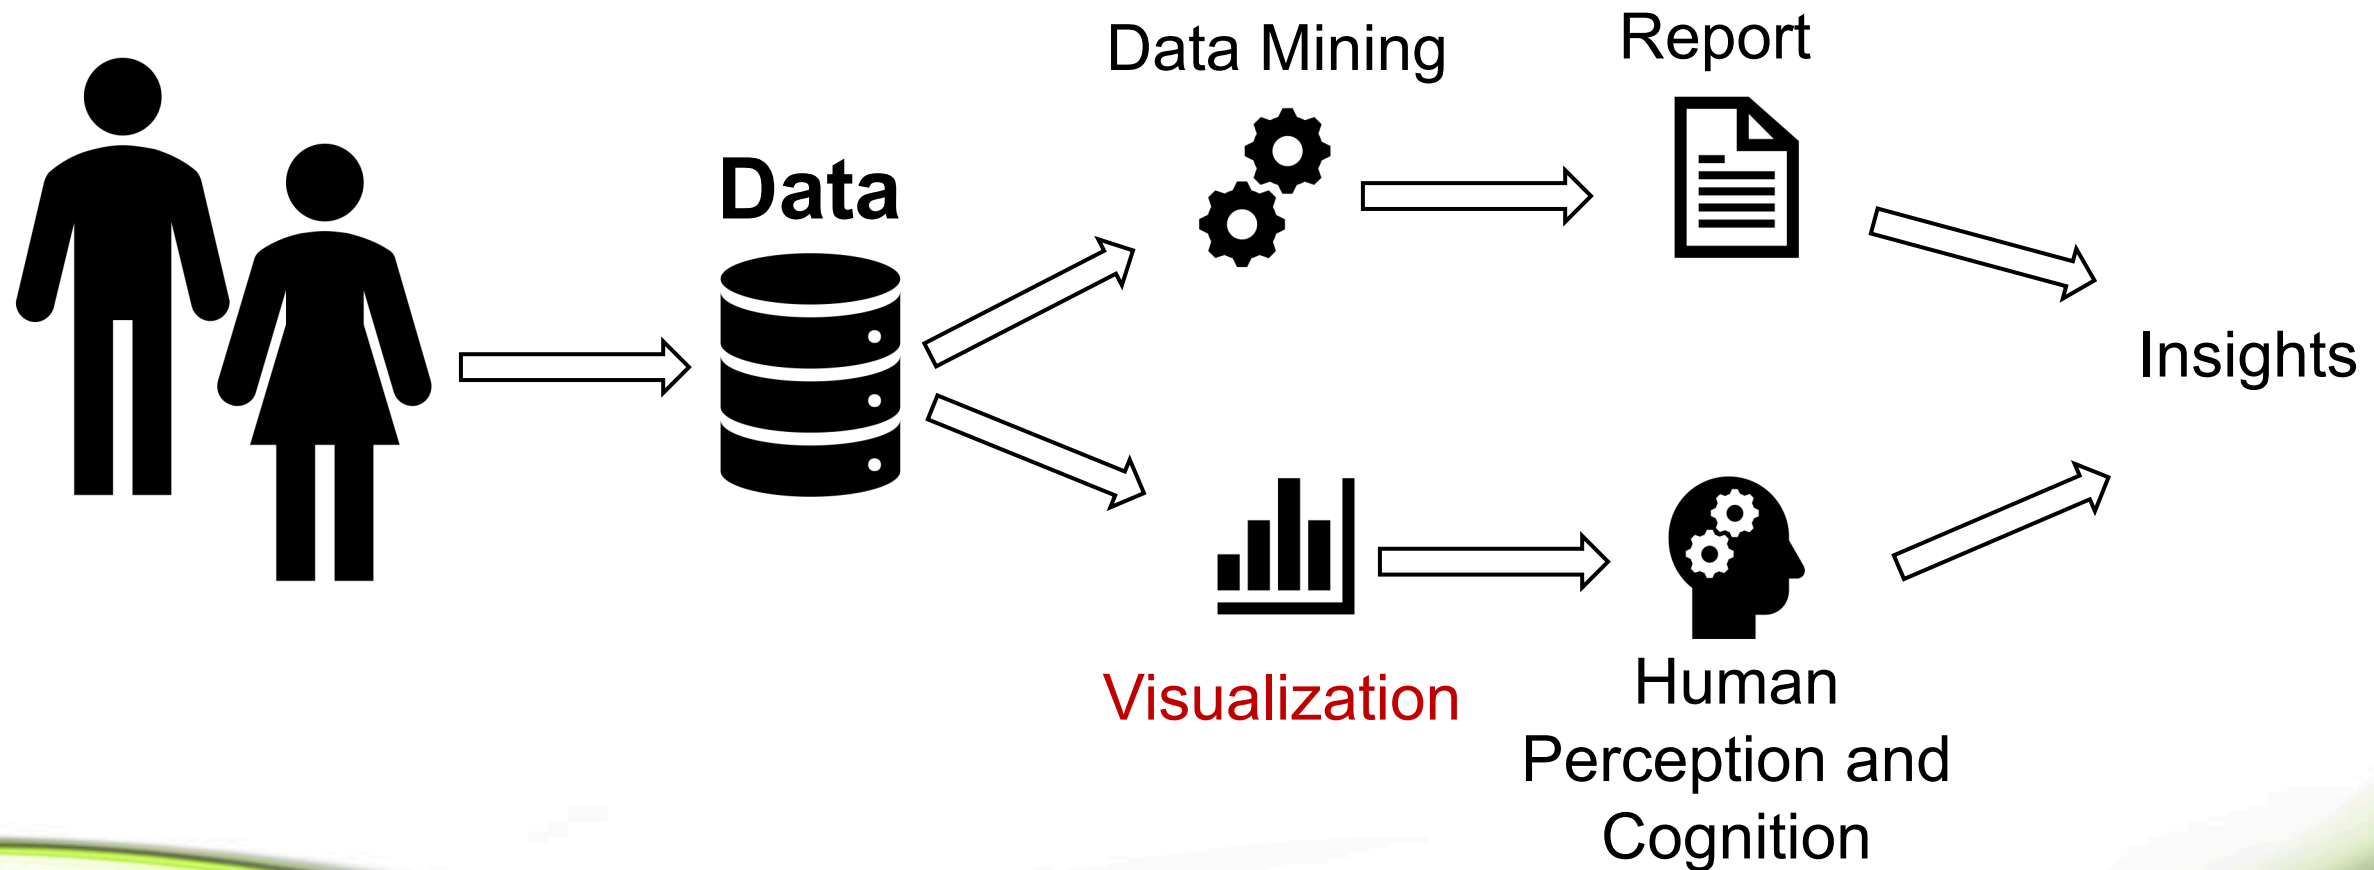 Data Mining
Report
Data
Insights
Visualization
Human
Perception and
Cognition